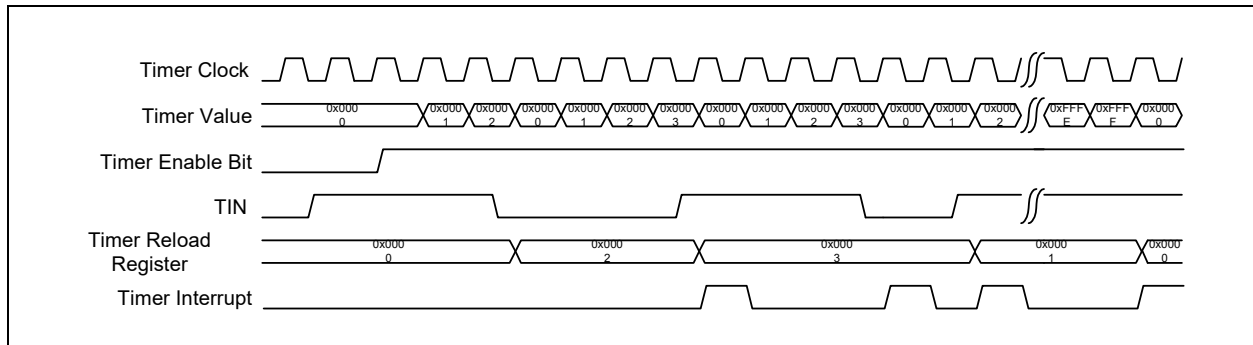 Timer Clock
Timer Value
0x000 0x000 0x000 0x000 0x000 0x000 0x000 0x000 0x000 0x000 0x000 0x000 0x000 0x000 0xFFF 0xFFF 0x000
0 1 2 0 1 2 3 0 1 2 3 0 1 2 E F 0
Timer Enable Bit
TIN
Timer Reload
Register
0x000 0x000 0x000 0x000 0x000
0 2 3 1 0
Timer Interrupt